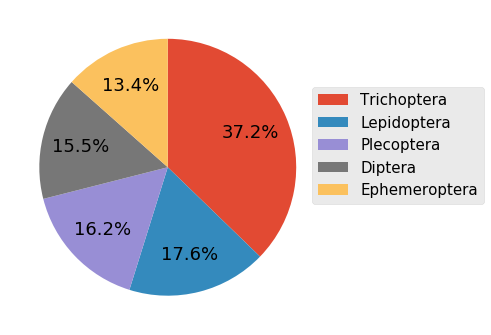 13.4%
37.2%
15.5%
16.2%
17.6%
Trichoptera
Lepidoptera
Plecoptera
Diptera
Ephemeroptera